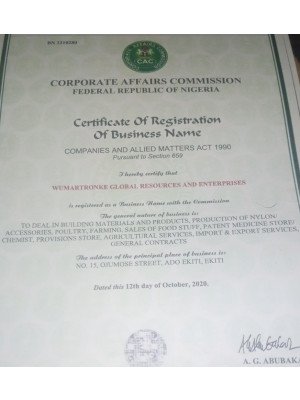 BN 3210280
CORPORATE AFFAIRS COMMISSION
FEDERAL REPUBLIC OF NIGERIA
Certificate Of Registration
Of Business Name
COMPANIES AND ALLIED MATTERS ACT 1990
Pursuant to Section 659
I hereby certify that
WUMARTRONKE GLOBAL RESOURCES AND ENTERPRISES
is registered as a Business Name with the Commission
The general nature of business is:
TO DEAL IN BUILDING MATERIALS AND PRODUCTS, PRODUCTION OF NYLON/
ACCESSORIES, POULTRY, FARMING, SALES OF FOOD STUFF, PATENT MEDICINE STORE/
CHEMIST, PROVISIONS STORE, AGRICULTURAL SERVICES, IMPORT & EXPORT SERVICES,
GENERAL CONTRACTS
The address of the principal place of business is:
NO. 15, OJUMOSE STREET, ADO EKITI, EKITI
Dated this 12th day of October, 2020.
A. G. ABUBAKA